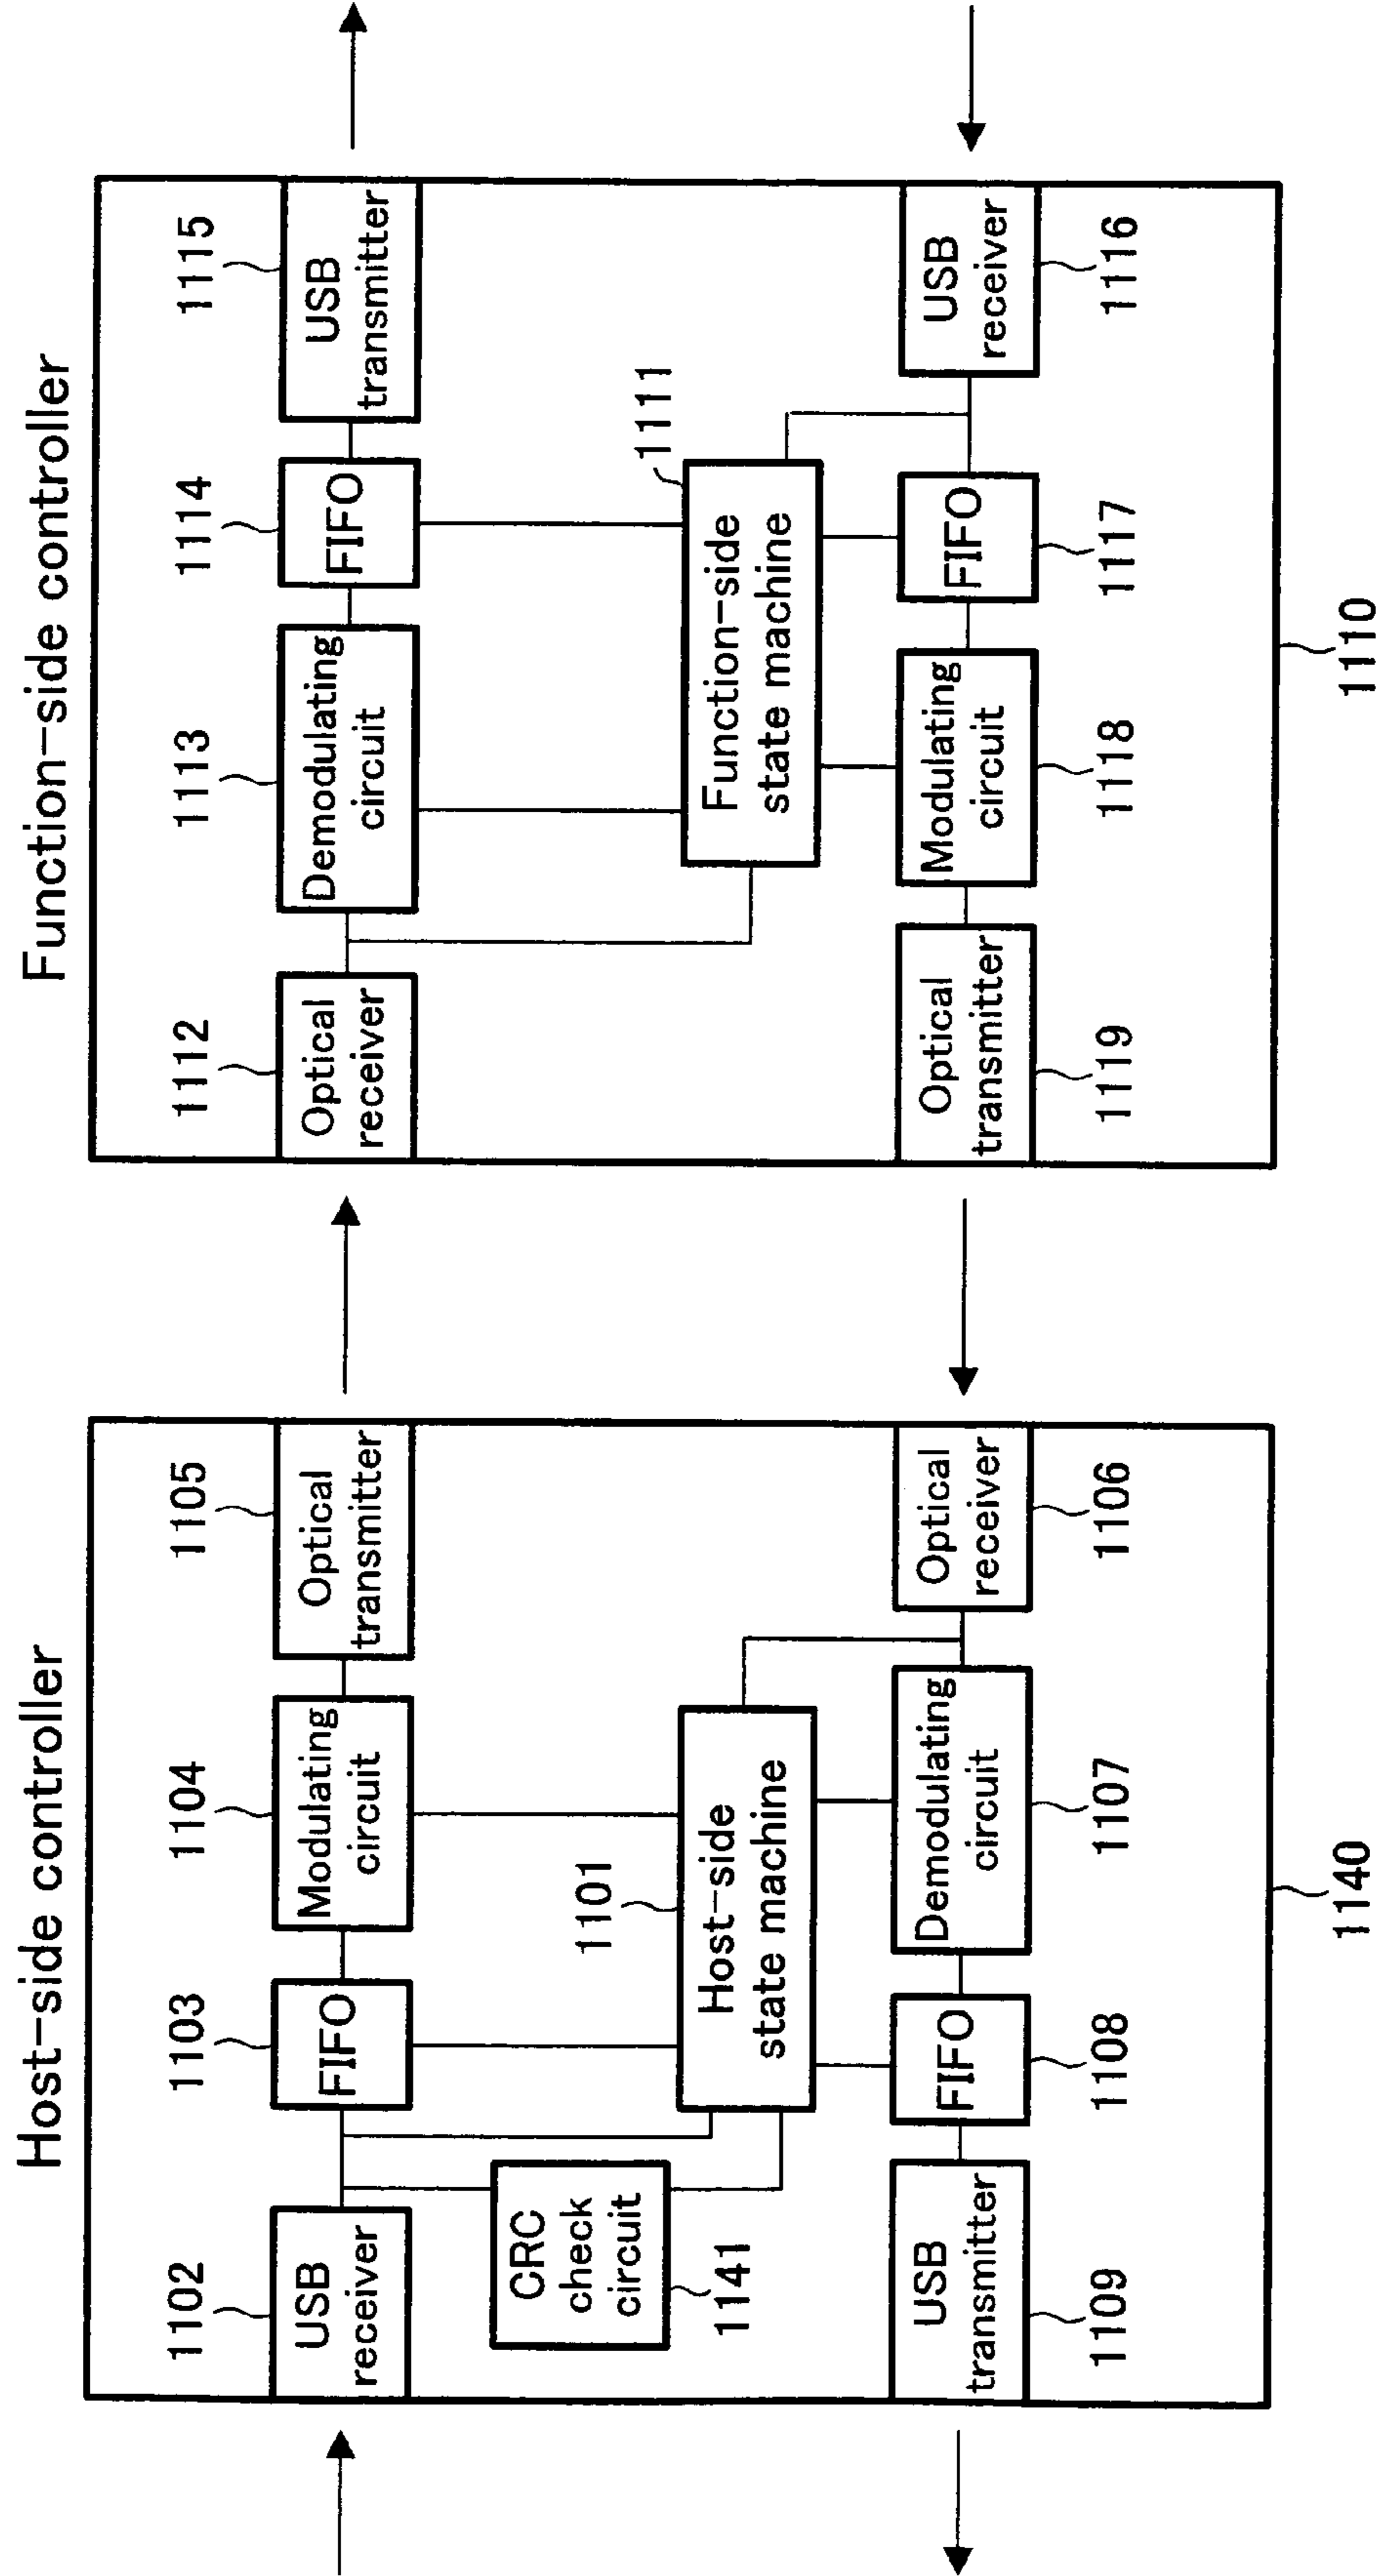 Host-side controller
1102
1103
1104
1105
USB
receiver
FIFO
Modulating
circuit
Optical
transmitter
CRC
check
circuit
1141
1101
Host-side
state machine
USB
transmitter
FIFO
Demodulating
circuit
Optical
receiver
1109
1108
1107
1106
1140
Function-side controller
1112
1113
1114
1115
Optical
receiver
Demodulating
circuit
FIFO
USB
transmitter
1111
Function-side
state machine
Optical
transmitter
Modulating
circuit
FIFO
USB
receiver
1119
1118
1117
1116
1110